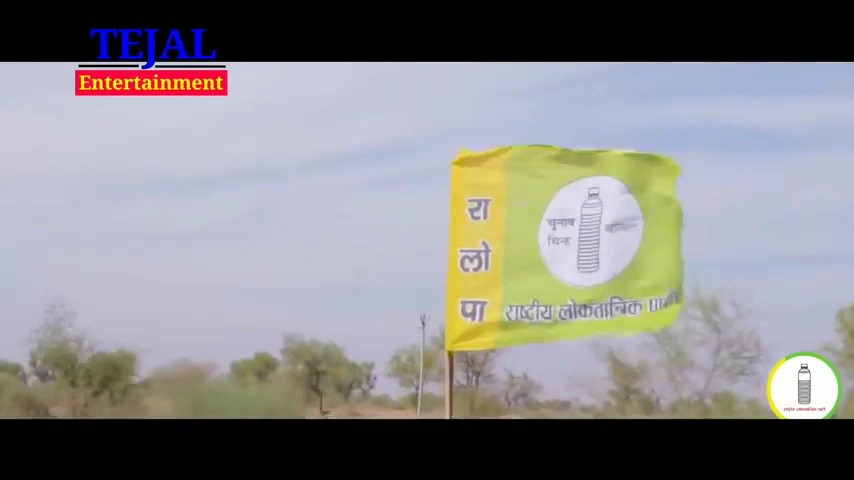 TEJAL
Entertainment
रा
लो
पा
चुनाव
चिन्ह
राष्ट्रीय लोकतान्त्रिक